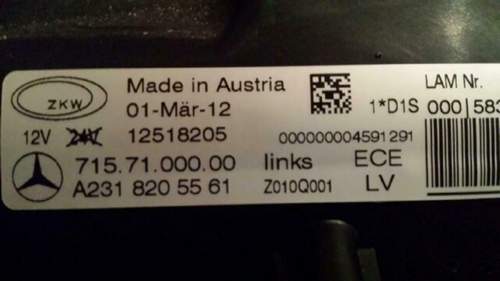 ZKW
Made in Austria
01-Mär-12
LAM Nr.
1*D1S 000|58
12V 24V 12518205
000000004591291
715.71.000.00 links ECE
A231 820 55 61 Z010Q001 LV